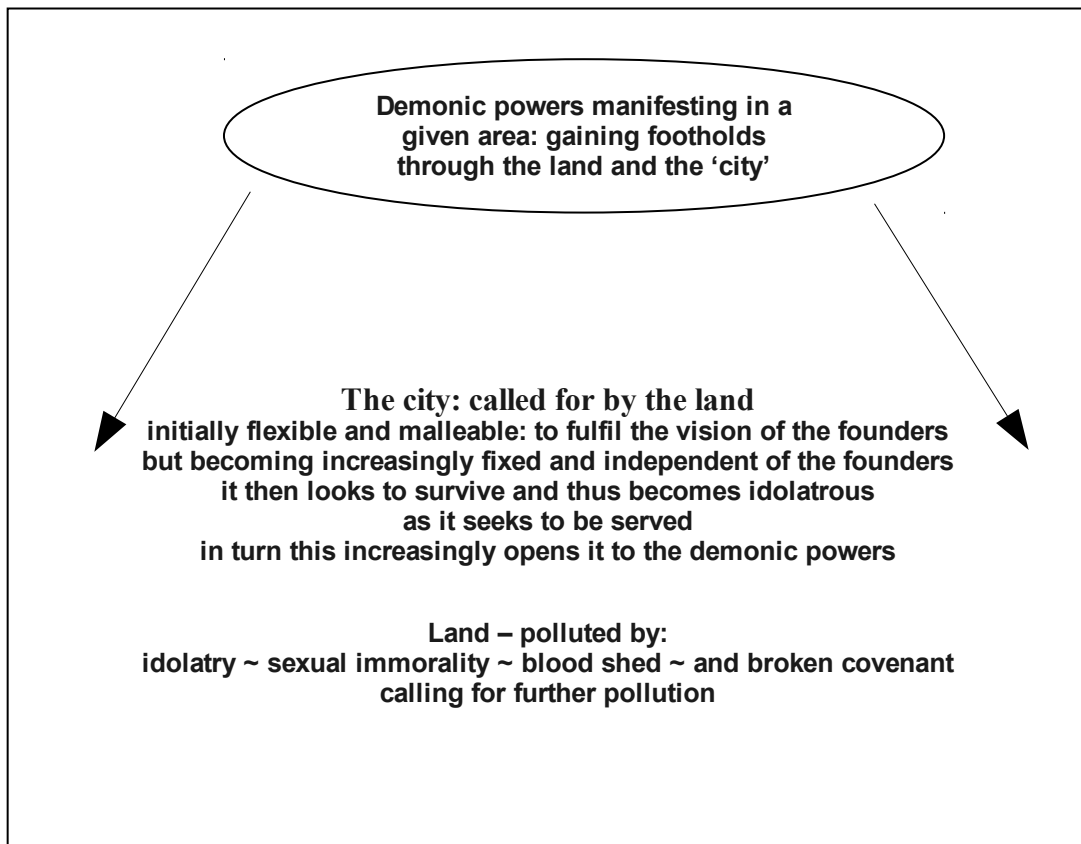 Demonic powers manifesting in a
given area: gaining footholds
through the land and the ‘city’
The city: called for by the land
initially flexible and malleable: to fulfil the vision of the founders
but becoming increasingly fixed and independent of the founders
it then looks to survive and thus becomes idolatrous
as it seeks to be served
in turn this increasingly opens it to the demonic powers
Land – polluted by:
idolatry ~ sexual immorality ~ blood shed ~ and broken covenant
calling for further pollution